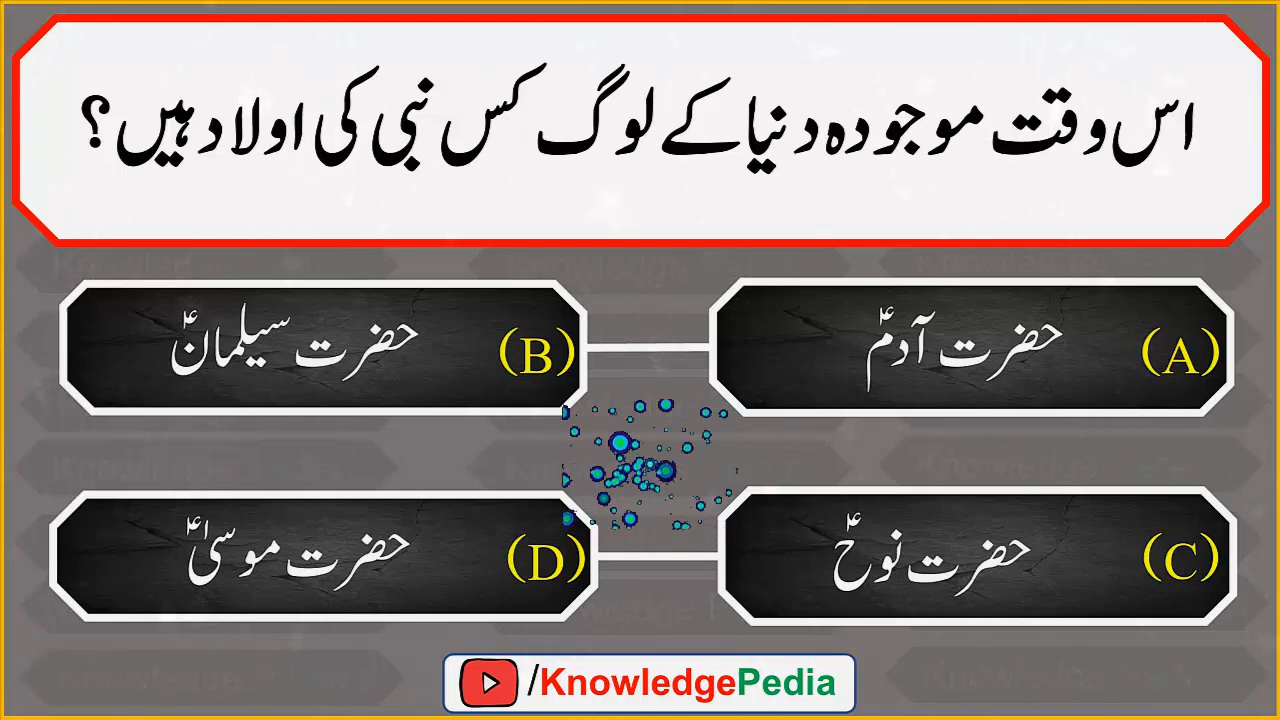 اس وقت موجودہ دنیا کے لوگ کس نبی کی اولاد ہیں؟
(A) حضرت آدمؑ
(B) حضرت سیلمانؑ
(C) حضرت نوحؑ
(D) حضرت موسیٰؑ
/KnowledgePedia